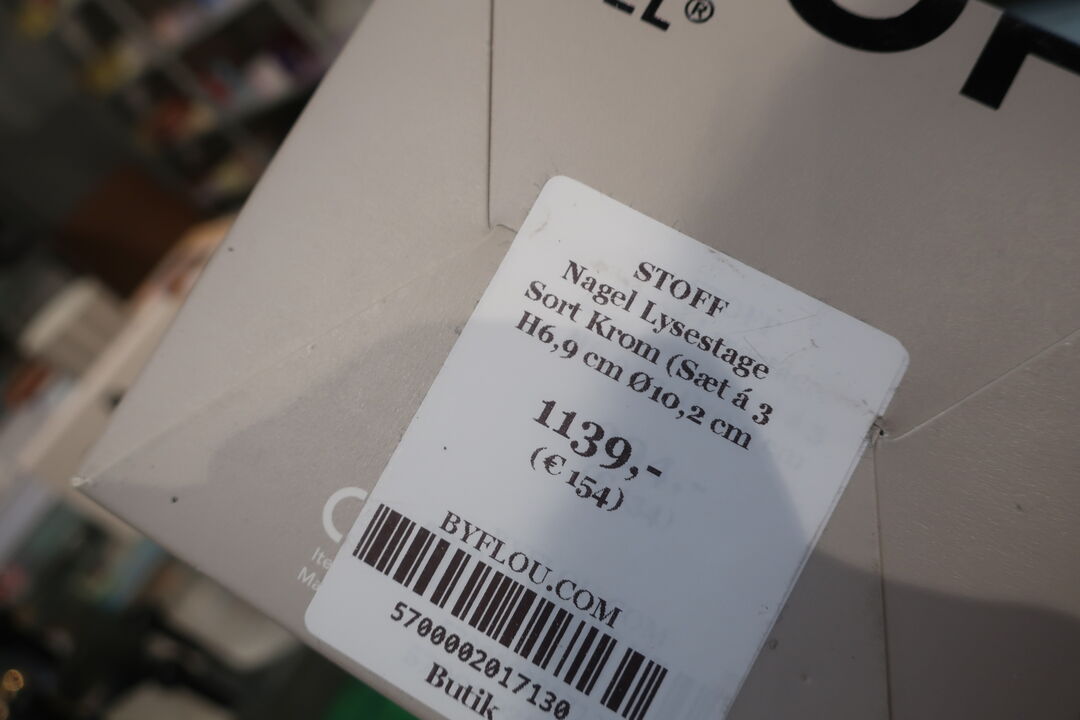 ®
STOFF
Nagel Lysestage
Sort Krom (Sæt á 3
H6,9 cm Ø10,2 cm
1139,-
(€ 154)
BYFLOU.COM
5700002017130
Butik